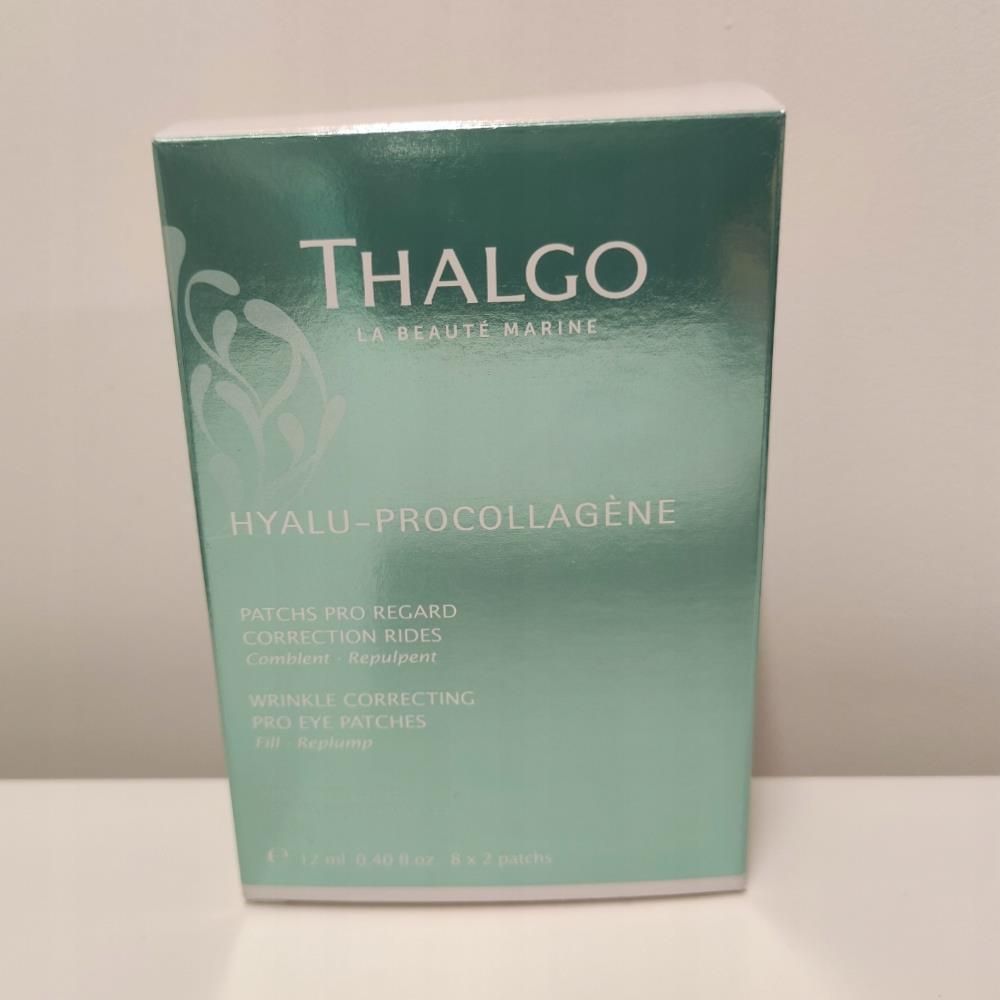 THALGO
LA BEAUTÉ MARINE
HYALU-PROCOLLAGÈNE
PATCHS PRO REGARD
CORRECTION RIDES
Comblent · Repulpent
WRINKLE CORRECTING
PRO EYE PATCHES
Fill · Replump
℮ 12 ml 0.40 fl.oz. 8 x 2 patchs